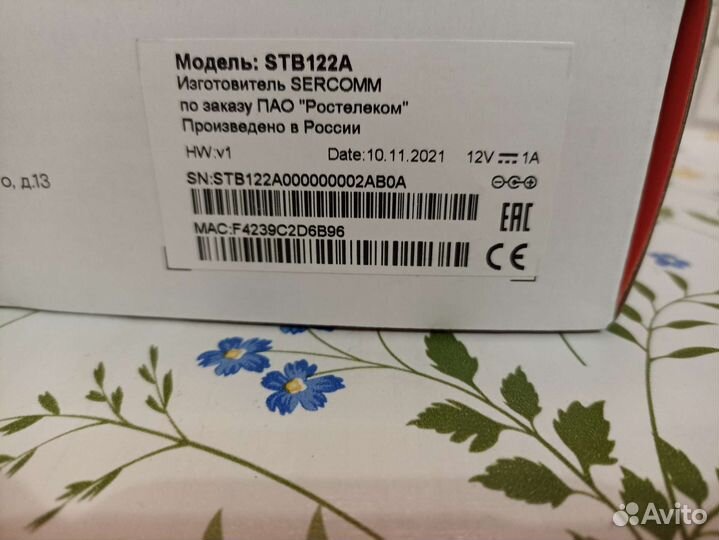 Модель: STB122A
Изготовитель SERCOMM
по заказу ПАО "Ростелеком"
Произведено в России
HW:v1 Date:10.11.2021 12V 1A
о, д.13
SN:STB122A000000002AB0A
EAC
MAC:F4239C2D6B96
CE
Avito